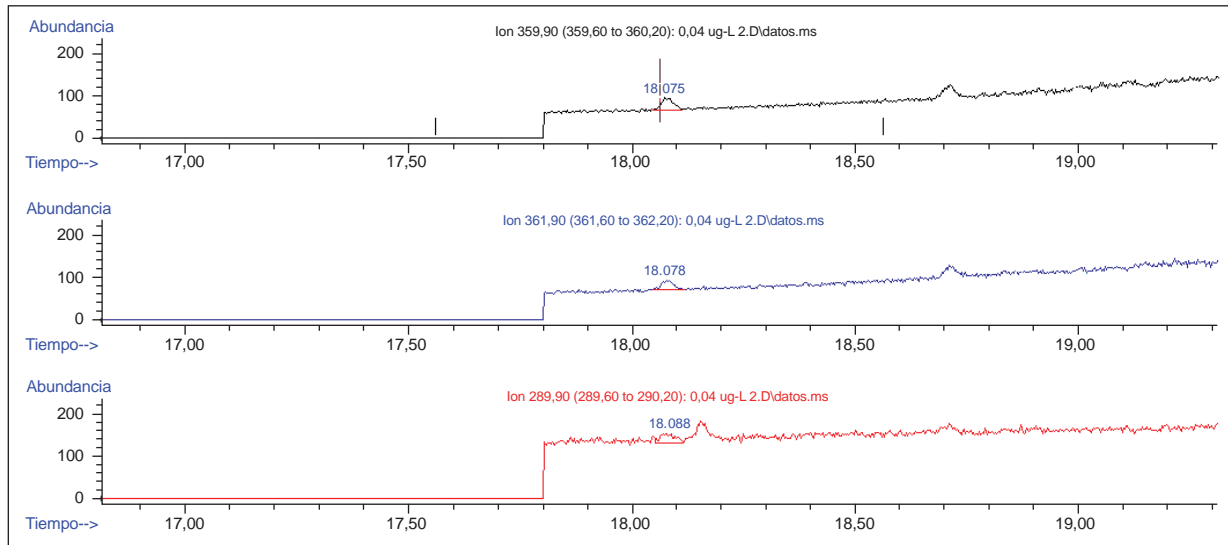 Abundancia
Ion 359,90 (359,60 to 360,20): 0,04 ug-L 2.D\datos.ms
200
100
0
18.075
Tiempo-->
17,00 17,50 18,00 18,50 19,00
Abundancia
Ion 361,90 (361,60 to 362,20): 0,04 ug-L 2.D\datos.ms
200
100
0
18.078
Tiempo-->
17,00 17,50 18,00 18,50 19,00
Abundancia
Ion 289,90 (289,60 to 290,20): 0,04 ug-L 2.D\datos.ms
200
100
0
18.088
Tiempo-->
17,00 17,50 18,00 18,50 19,00